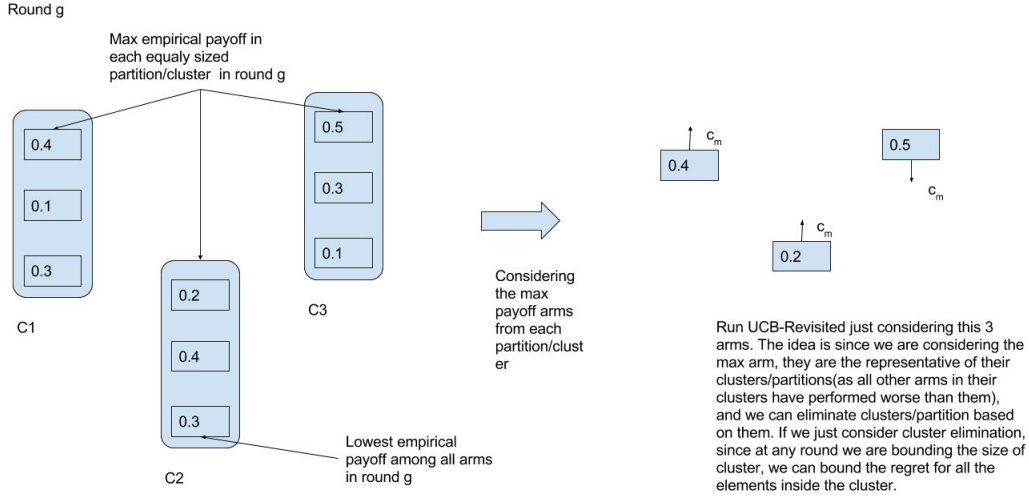 Round g
Max empirical payoff in
each equaly sized
partition/cluster in round g
0.4
0.1
0.3
C1
0.2
0.4
0.3
C2
0.5
0.3
0.1
C3
Lowest empirical
payoff among all arms
in round g
Considering
the max
payoff arms
from each
partition/clust
er
0.4
cm
0.5
cm
0.2
cm
Run UCB-Revisited just considering this 3
arms. The idea is since we are considering the
max arm, they are the representative of their
clusters/partitions(as all other arms in their
clusters have performed worse than them),
and we can eliminate clusters/partition based
on them. If we just consider cluster elimination,
since at any round we are bounding the size of
cluster, we can bound the regret for all the
elements inside the cluster.